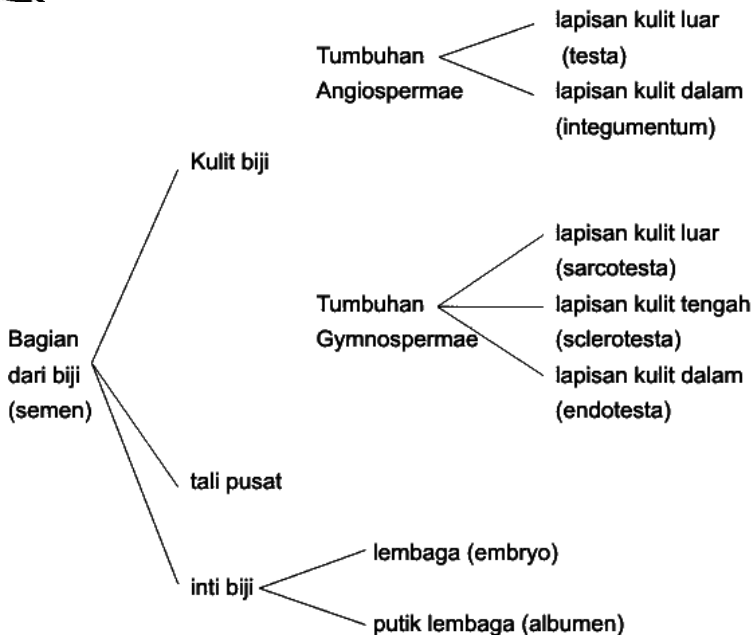 lapisan kulit luar
(testa)
Tumbuhan
Angiospermae
lapisan kulit dalam
(integumentum)
Kulit biji
lapisan kulit luar
(sarcotesta)
Tumbuhan
Gymnospermae
lapisan kulit tengah
(sclerotesta)
lapisan kulit dalam
(endotesta)
Bagian
dari biji
(semen)
tali pusat
inti biji
lembaga (embryo)
putik lembaga (albumen)